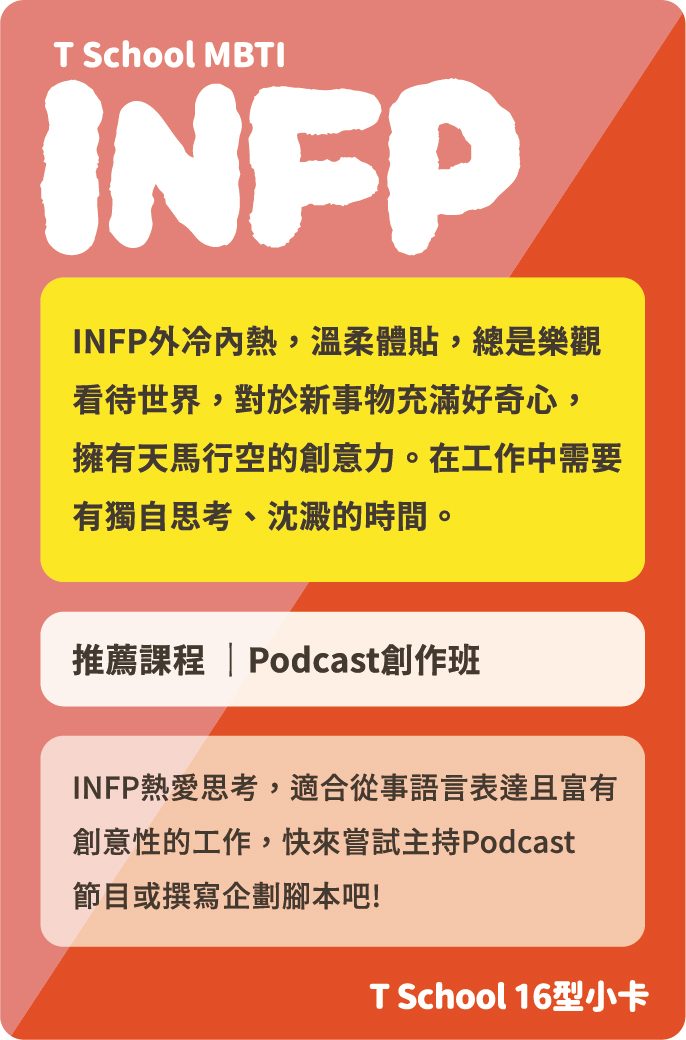 T School MBTI
INFP
INFP外冷內熱，溫柔體貼，總是樂觀
看待世界，對於新事物充滿好奇心，
擁有天馬行空的創意力。在工作中需要
有獨自思考、沈澱的時間。
推薦課程｜Podcast創作班
INFP熱愛思考，適合從事語言表達且富有
創意性的工作，快來嘗試主持Podcast
節目或撰寫企劃腳本吧!
T School 16型小卡